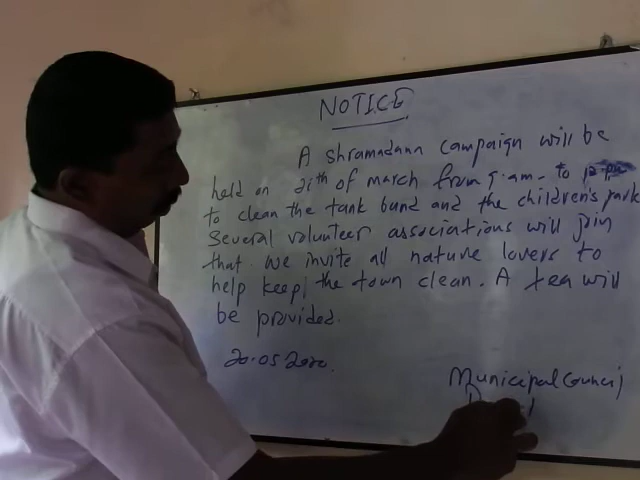 NOTICE
A shramadana campaign will be
held on 21th of march from 9.am. to
to clean the tank bund and the children's park
Several volunteer associations will join
that. We invite all nature lovers to
help keep the town clean. A tea will
be provided.
20.05.2020.
Municipal Council